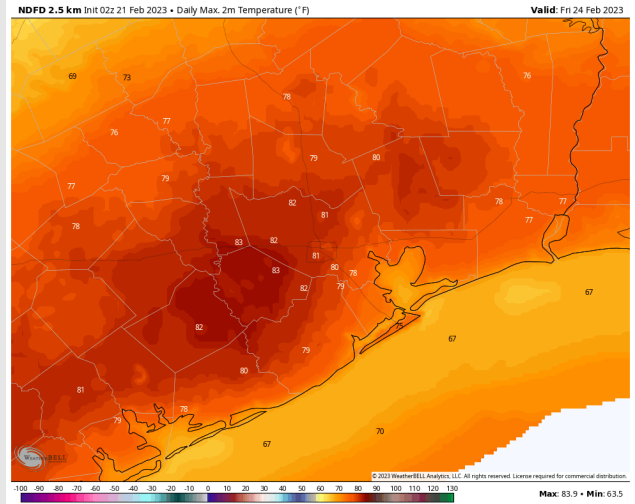 NDFD 2.5 km Init 02z 21 Feb 2023 • Daily Max. 2m Temperature (°F)
Valid: Fri 24 Feb 2023
69 73 76
78
76 77
79 80
77 79
82 78 77
78 81 77
83 82
81
83 80 78
82 79
67
82 75
67
79
80
81
79 78
70
67
WeatherBELL
© 2023 WeatherBELL Analytics, LLC. All rights reserved. License required for commercial distribution.
-100 -90 -80 -70 -60 -50 -40 -30 -20 -10 0 10 20 30 40 50 60 70 80 90 100 110 120 130
Max: 83.9 • Min: 63.5